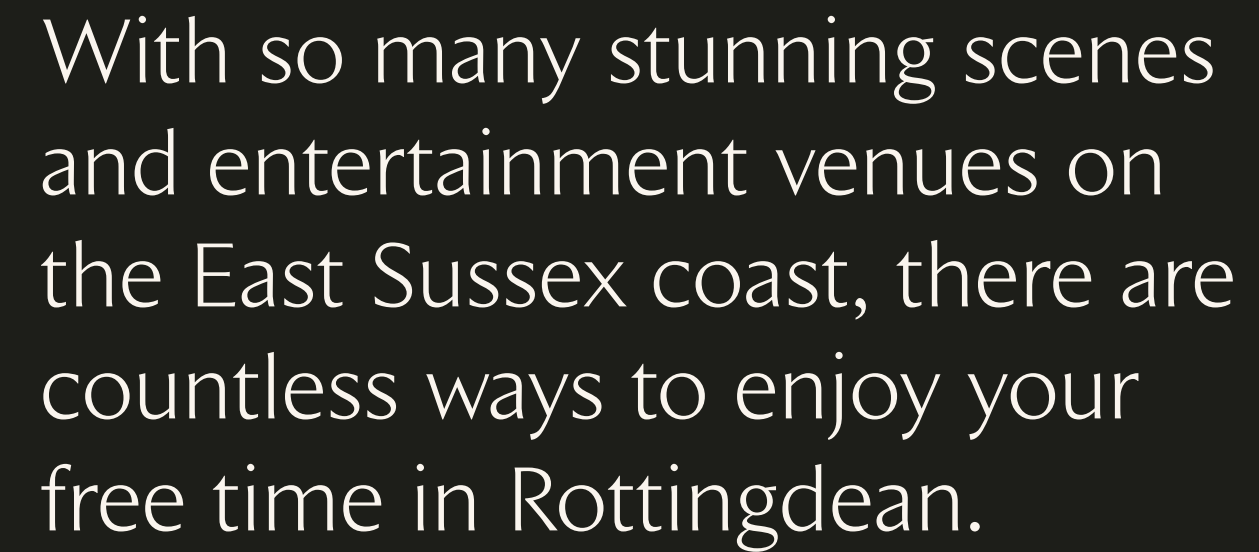 With so many stunning scenes
and entertainment venues on
the East Sussex coast, there are
countless ways to enjoy your
free time in Rottingdean.